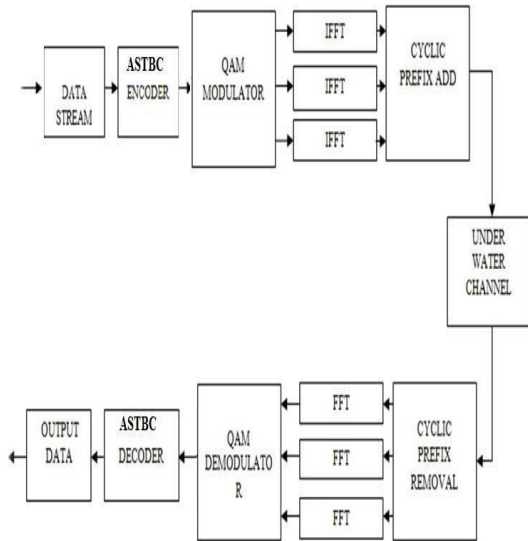 DATA
STREAM
ASTBC
ENCODER
QAM
MODULATOR
IFFT
IFFT
IFFT
CYCLIC
PREFIX ADD
UNDER
WATER
CHANNEL
OUTPUT
DATA
ASTBC
DECODER
QAM
DEMODULATO
R
FFT
FFT
FFT
CYCLIC
PREFIX
REMOVAL